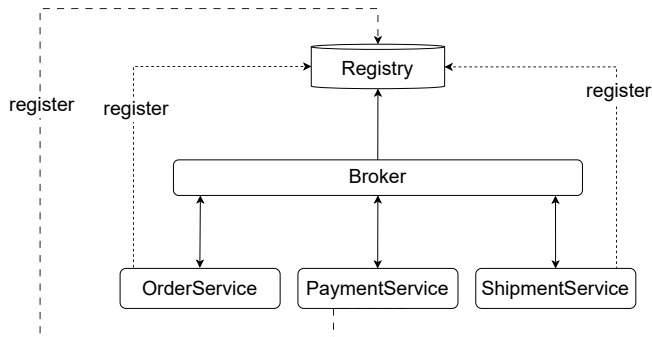 Registry
register
register
register
Broker
OrderService
PaymentService
ShipmentService